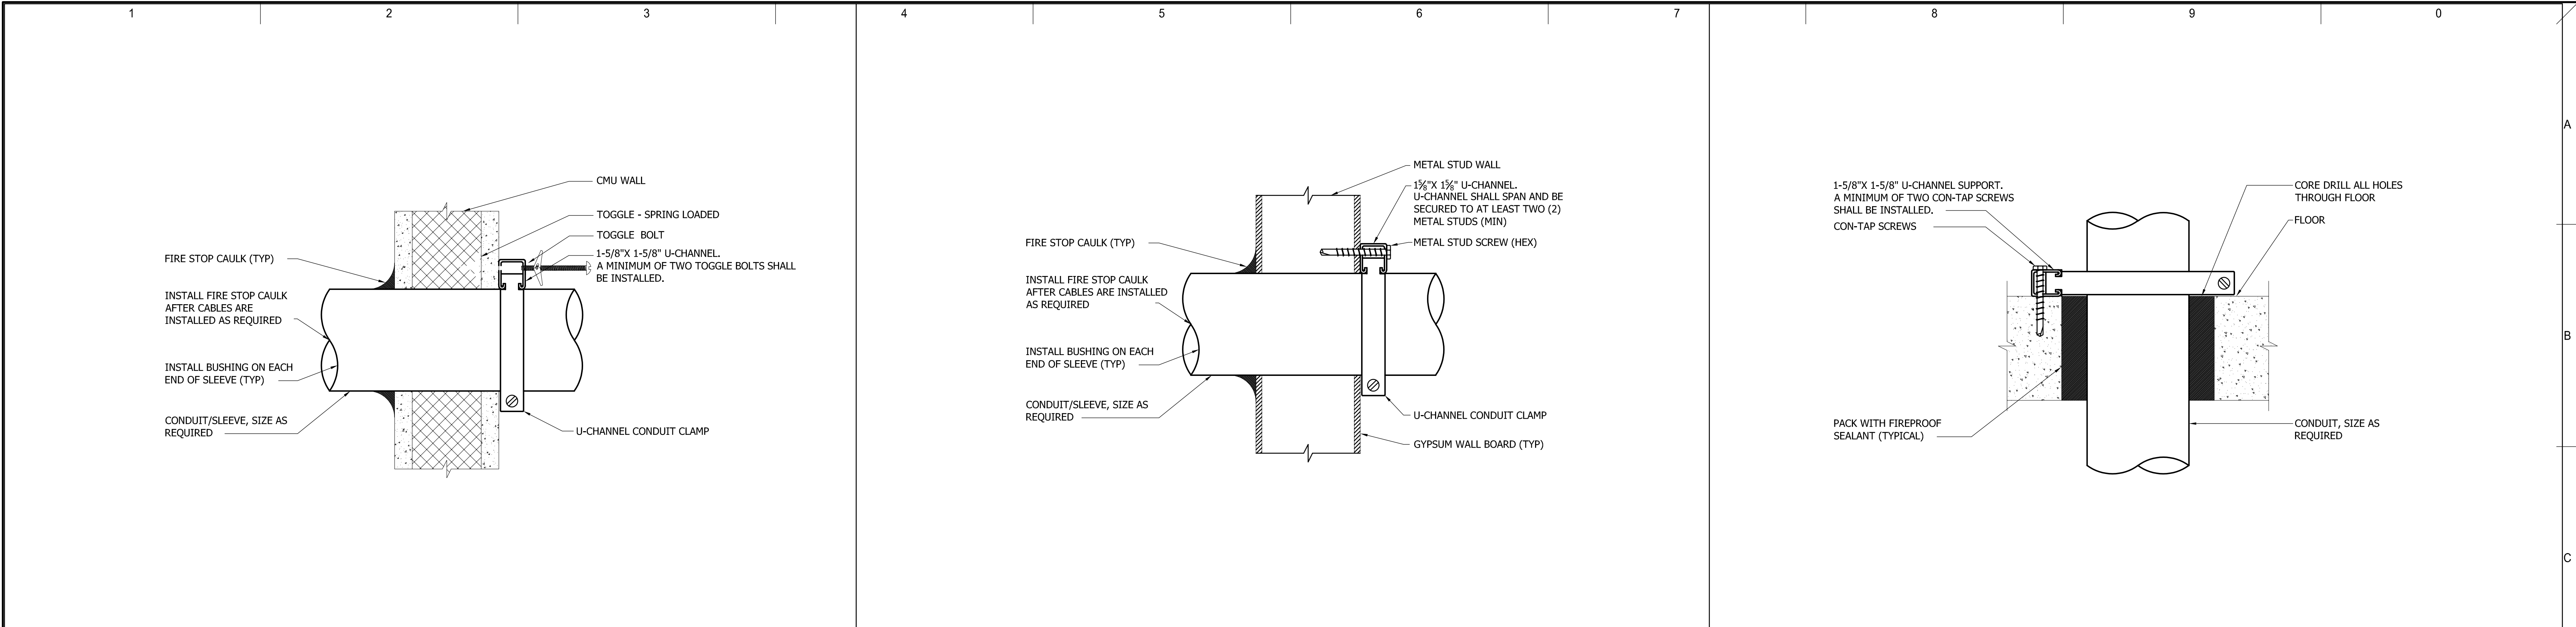 1 2 3 4 5 6 7 8 9 0
A
B
C
CMU WALL
TOGGLE - SPRING LOADED
TOGGLE BOLT
1-5/8"X 1-5/8" U-CHANNEL.
A MINIMUM OF TWO TOGGLE BOLTS SHALL
BE INSTALLED.
FIRE STOP CAULK (TYP)
INSTALL FIRE STOP CAULK
AFTER CABLES ARE
INSTALLED AS REQUIRED
INSTALL BUSHING ON EACH
END OF SLEEVE (TYP)
CONDUIT/SLEEVE, SIZE AS
REQUIRED
U-CHANNEL CONDUIT CLAMP
METAL STUD WALL
1⅝"X 1⅝" U-CHANNEL.
U-CHANNEL SHALL SPAN AND BE
SECURED TO AT LEAST TWO (2)
METAL STUDS (MIN)
METAL STUD SCREW (HEX)
FIRE STOP CAULK (TYP)
INSTALL FIRE STOP CAULK
AFTER CABLES ARE INSTALLED
AS REQUIRED
INSTALL BUSHING ON EACH
END OF SLEEVE (TYP)
CONDUIT/SLEEVE, SIZE AS
REQUIRED
U-CHANNEL CONDUIT CLAMP
GYPSUM WALL BOARD (TYP)
1-5/8"X 1-5/8" U-CHANNEL SUPPORT.
A MINIMUM OF TWO CON-TAP SCREWS
SHALL BE INSTALLED.
CON-TAP SCREWS
CORE DRILL ALL HOLES
THROUGH FLOOR
FLOOR
PACK WITH FIREPROOF
SEALANT (TYPICAL)
CONDUIT, SIZE AS
REQUIRED